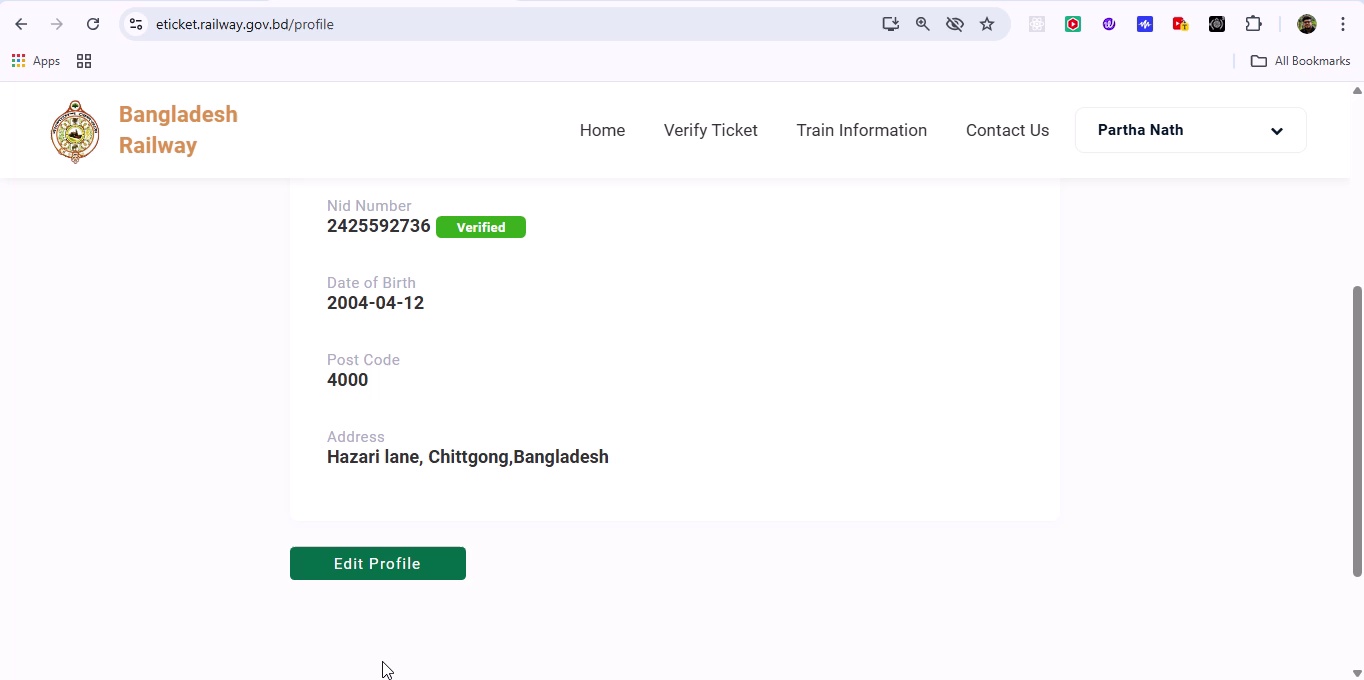 eticket.railway.gov.bd/profile
Apps
All Bookmarks
Bangladesh
Railway
Home
Verify Ticket
Train Information
Contact Us
Partha Nath
Nid Number
2425592736 Verified
Date of Birth
2004-04-12
Post Code
4000
Address
Hazari lane, Chittgong,Bangladesh
Edit Profile